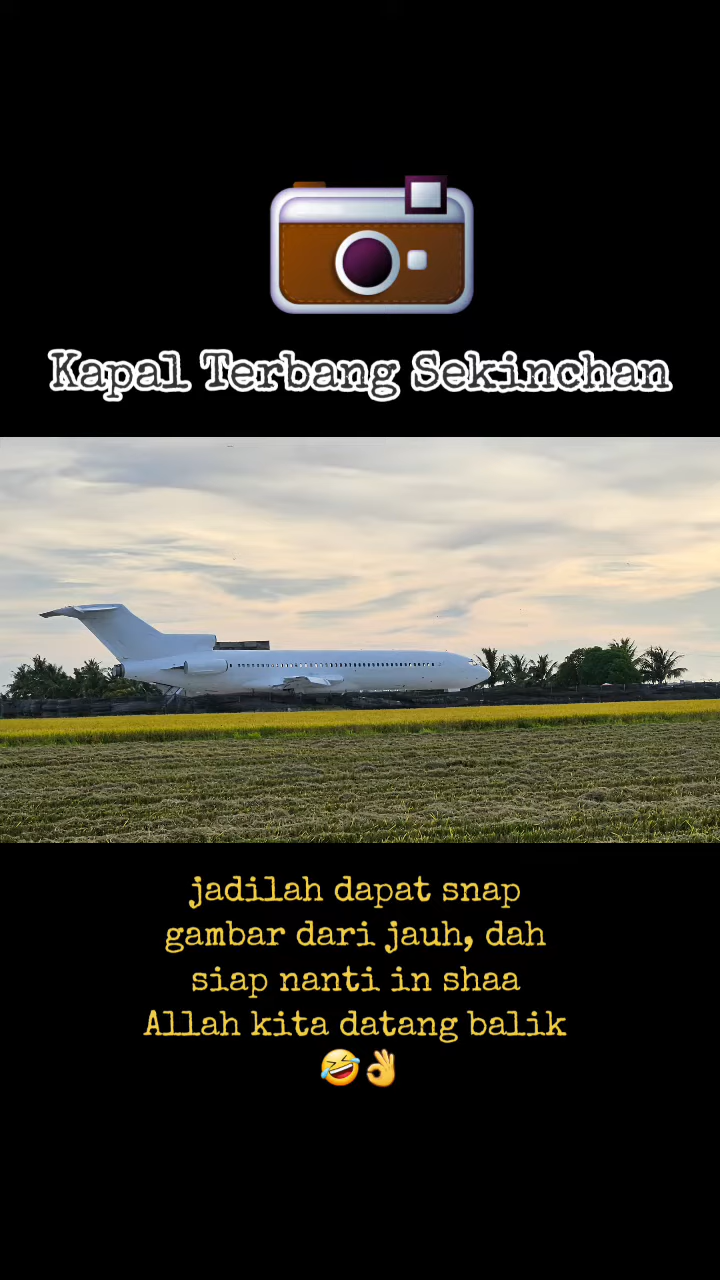 Kapal Terbang Sekinchan
jadilah dapat snap
gambar dari jauh, dah
siap nanti in shaa
Allah kita datang balik
🤣👌